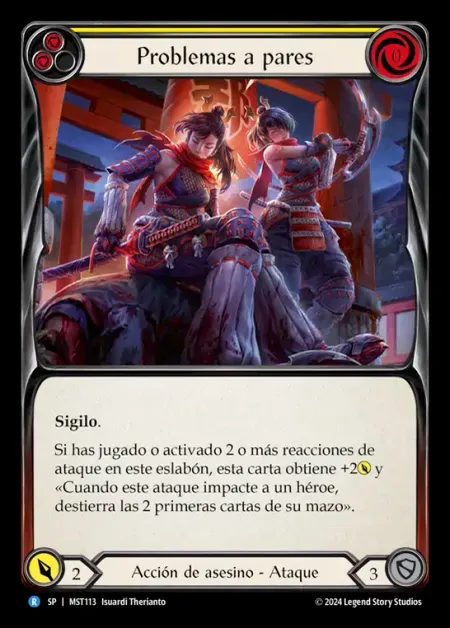 Problemas a pares
0
Sigilo.
Si has jugado o activado 2 o más reacciones de
ataque en este eslabón, esta carta obtiene +2 y
«Cuando este ataque impacte a un héroe,
destierra las 2 primeras cartas de su mazo».
2
Acción de asesino - Ataque
3
R SP | MST113 Isuardi Therianto
© 2024 Legend Story Studios